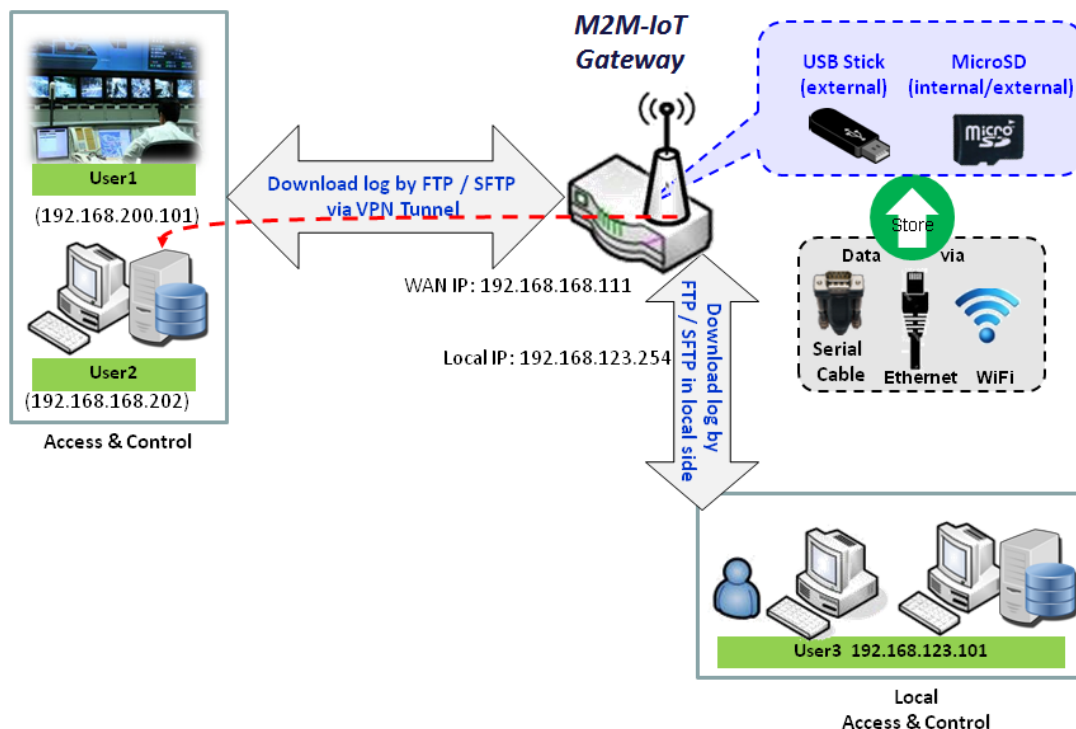 M2M-IoT
Gateway
USB Stick
(external)
MicroSD
(internal/external)
micro
SD
User1
(192.168.200.101)
Download log by FTP / SFTP
via VPN Tunnel
Store
Data via
WAN IP: 192.168.168.111
Serial
Cable
Ethernet
WiFi
Local IP: 192.168.123.254
Download log by
FTP / SFTP in local side
User2
(192.168.168.202)
Access & Control
User3 192.168.123.101
Local
Access & Control